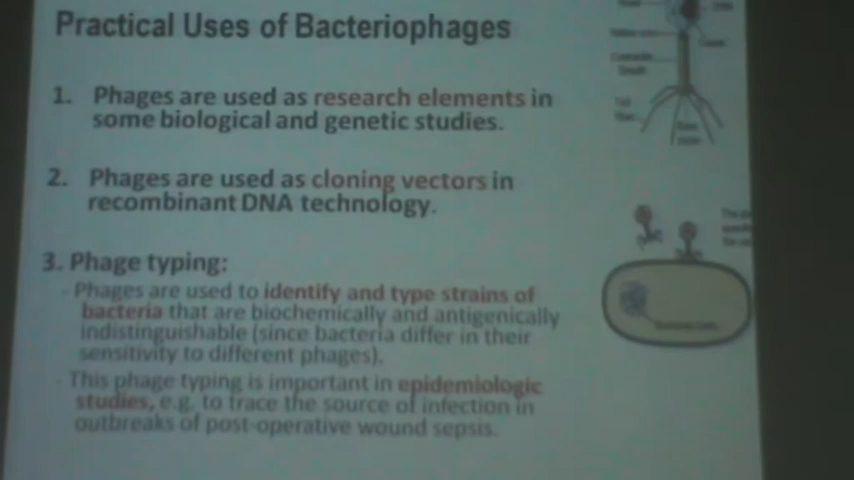 Practical Uses of Bacteriophages
1. Phages are used as research elements in
some biological and genetic studies.
2. Phages are used as cloning vectors in
recombinant DNA technology.
3. Phage typing:
- Phages are used to identify and type strains of
bacteria that are biochemically and antigenically
indistinguishable (since bacteria differ in their
sensitivity to different phages).
- This phage typing is important in epidemiologic
studies, e.g. to trace the source of infection in
outbreaks of post-operative wound sepsis.
Tail